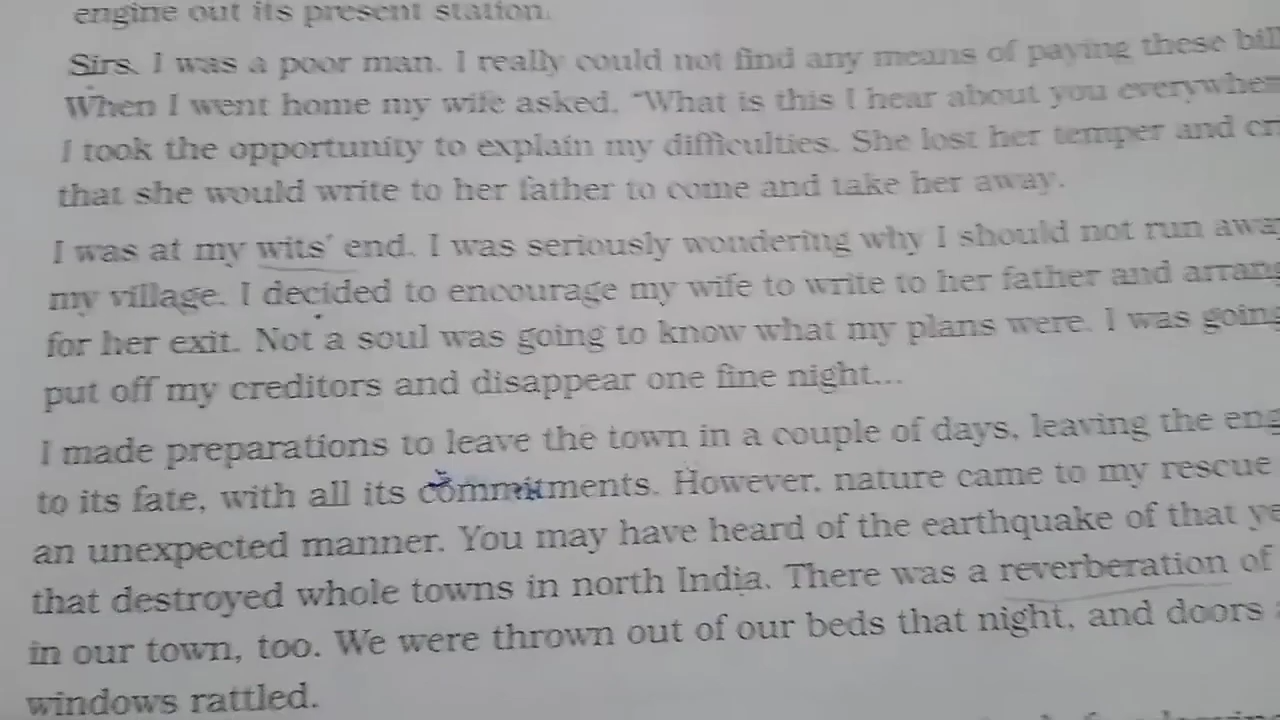 engine out its present station.
Sirs, I was a poor man. I really could not find any means of paying these
When I went home my wife asked, "What is this I hear about you
I took the opportunity to explain my difficulties. She lost her temper and
that she would write to her father to come and take her away.
I was at my wits' end. I was seriously wondering why I should not run
my village. I decided to encourage my wife to write to her father and
for her exit. Not a soul was going to know what my plans were. I was going
put off my creditors and disappear one fine night...
I made preparations to leave the town in a couple of days, leaving the
to its fate, with all its commitments. However, nature came to my rescue
an unexpected manner. You may have heard of the earthquake of that
that destroyed whole towns in north India. There was a reverberation of
in our town, too. We were thrown out of our beds that night, and doors
windows rattled.